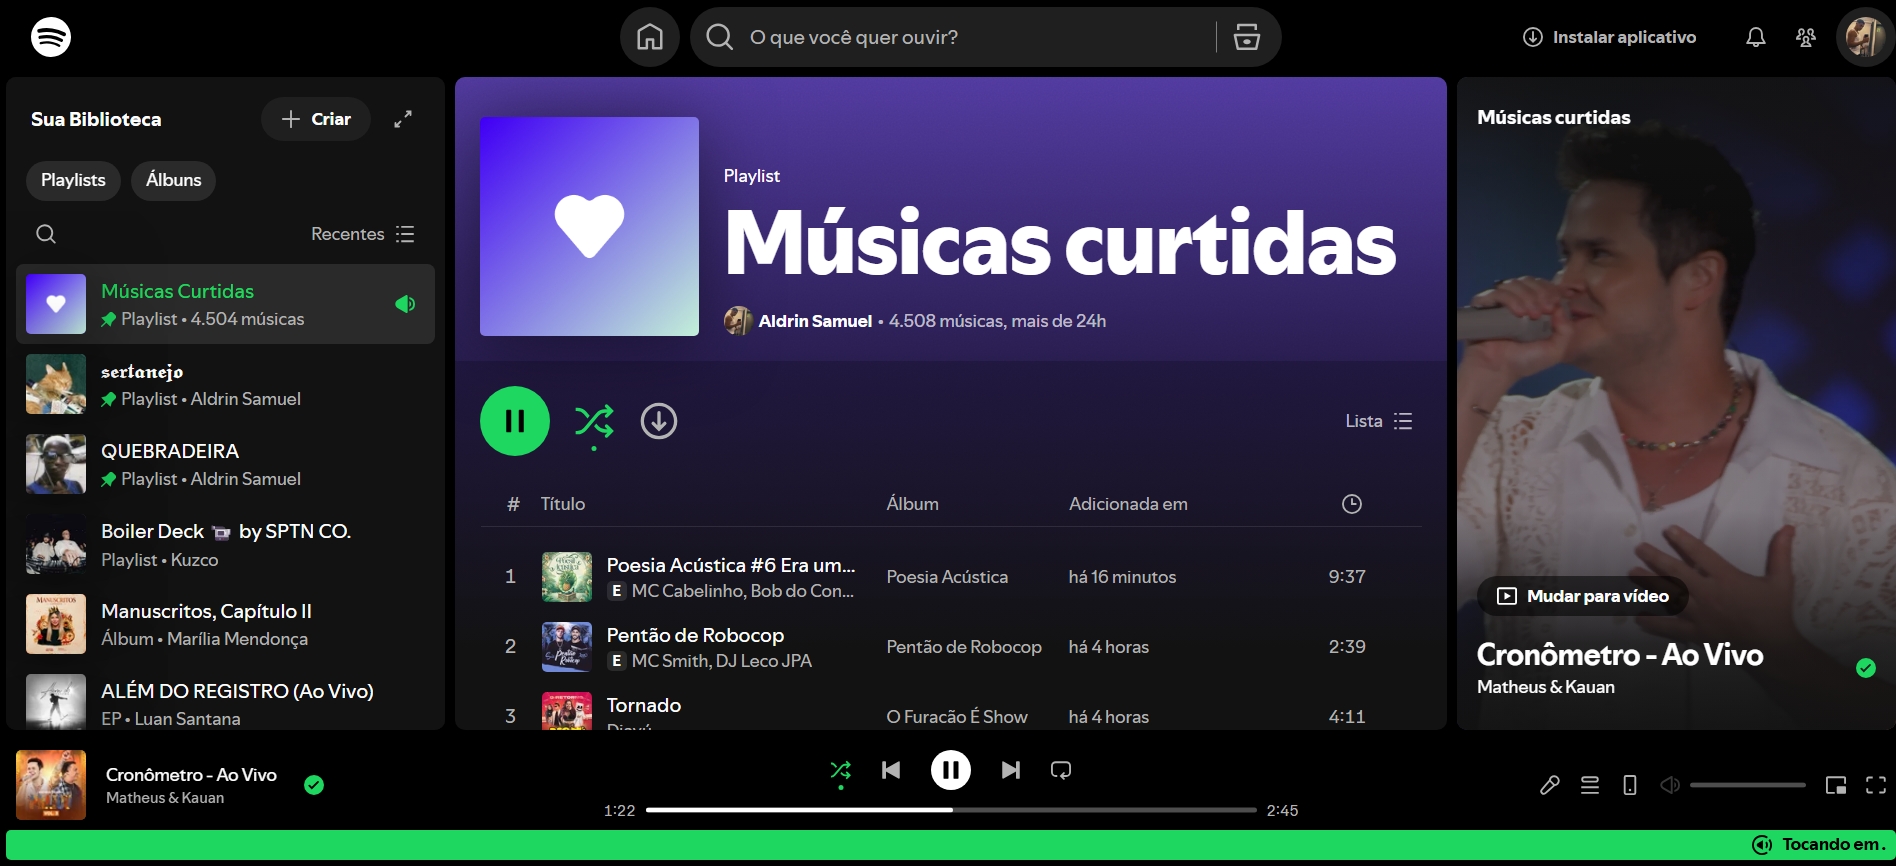 O que você quer ouvir?
Instalar aplicativo
Sua Biblioteca
Criar
Playlists
Álbuns
Recentes
Músicas Curtidas
Playlist • 4.504 músicas
sertanejo
Playlist • Aldrin Samuel
QUEBRADEIRA
Playlist • Aldrin Samuel
Boiler Deck by SPTN CO.
Playlist • Kuzco
Manuscritos, Capítulo II
Álbum • Marília Mendonça
ALÉM DO REGISTRO (Ao Vivo)
EP • Luan Santana
Playlist
Músicas curtidas
Aldrin Samuel • 4.508 músicas, mais de 24h
Lista
# Título Álbum Adicionada em
1 Poesia Acústica #6 Era um... Poesia Acústica há 16 minutos 9:37
E MC Cabelinho, Bob do Con...
2 Pentão de Robocop Pentão de Robocop há 4 horas 2:39
E MC Smith, DJ Leco JPA
3 Tornado O Furacão É Show há 4 horas 4:11
Músicas curtidas
Mudar para vídeo
Cronômetro - Ao Vivo
Matheus & Kauan
Cronômetro - Ao Vivo
Matheus & Kauan
1:22
2:45
Tocando em .